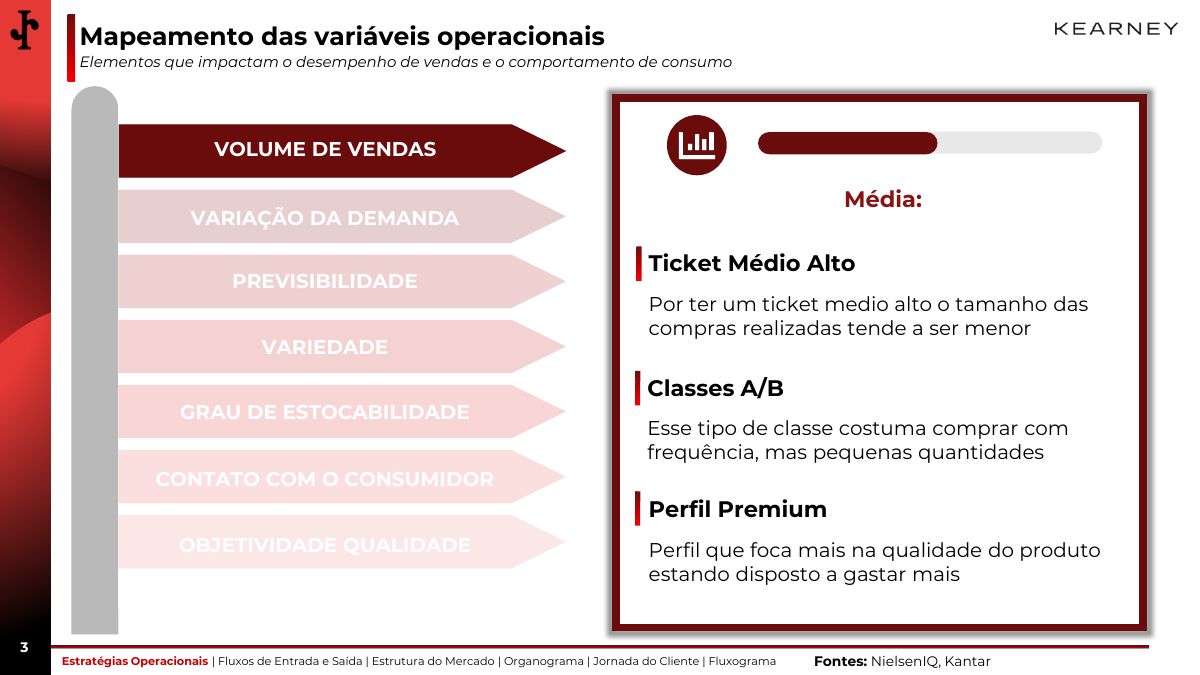 Mapeamento das variáveis operacionais
Elementos que impactam o desempenho de vendas e o comportamento de consumo
KEARNEY
VOLUME DE VENDAS
VARIAÇÃO DA DEMANDA
PREVISIBILIDADE
VARIEDADE
GRAU DE ESTOCABILIDADE
CONTATO COM O CONSUMIDOR
OBJETIVIDADE QUALIDADE
Média:
Ticket Médio Alto
Por ter um ticket medio alto o tamanho das
compras realizadas tende a ser menor
Classes A/B
Esse tipo de classe costuma comprar com
frequência, mas pequenas quantidades
Perfil Premium
Perfil que foca mais na qualidade do produto
estando disposto a gastar mais
3
Estratégias Operacionais | Fluxos de Entrada e Saída | Estrutura do Mercado | Organograma | Jornada do Cliente | Fluxograma
Fontes: NielsenIQ, Kantar